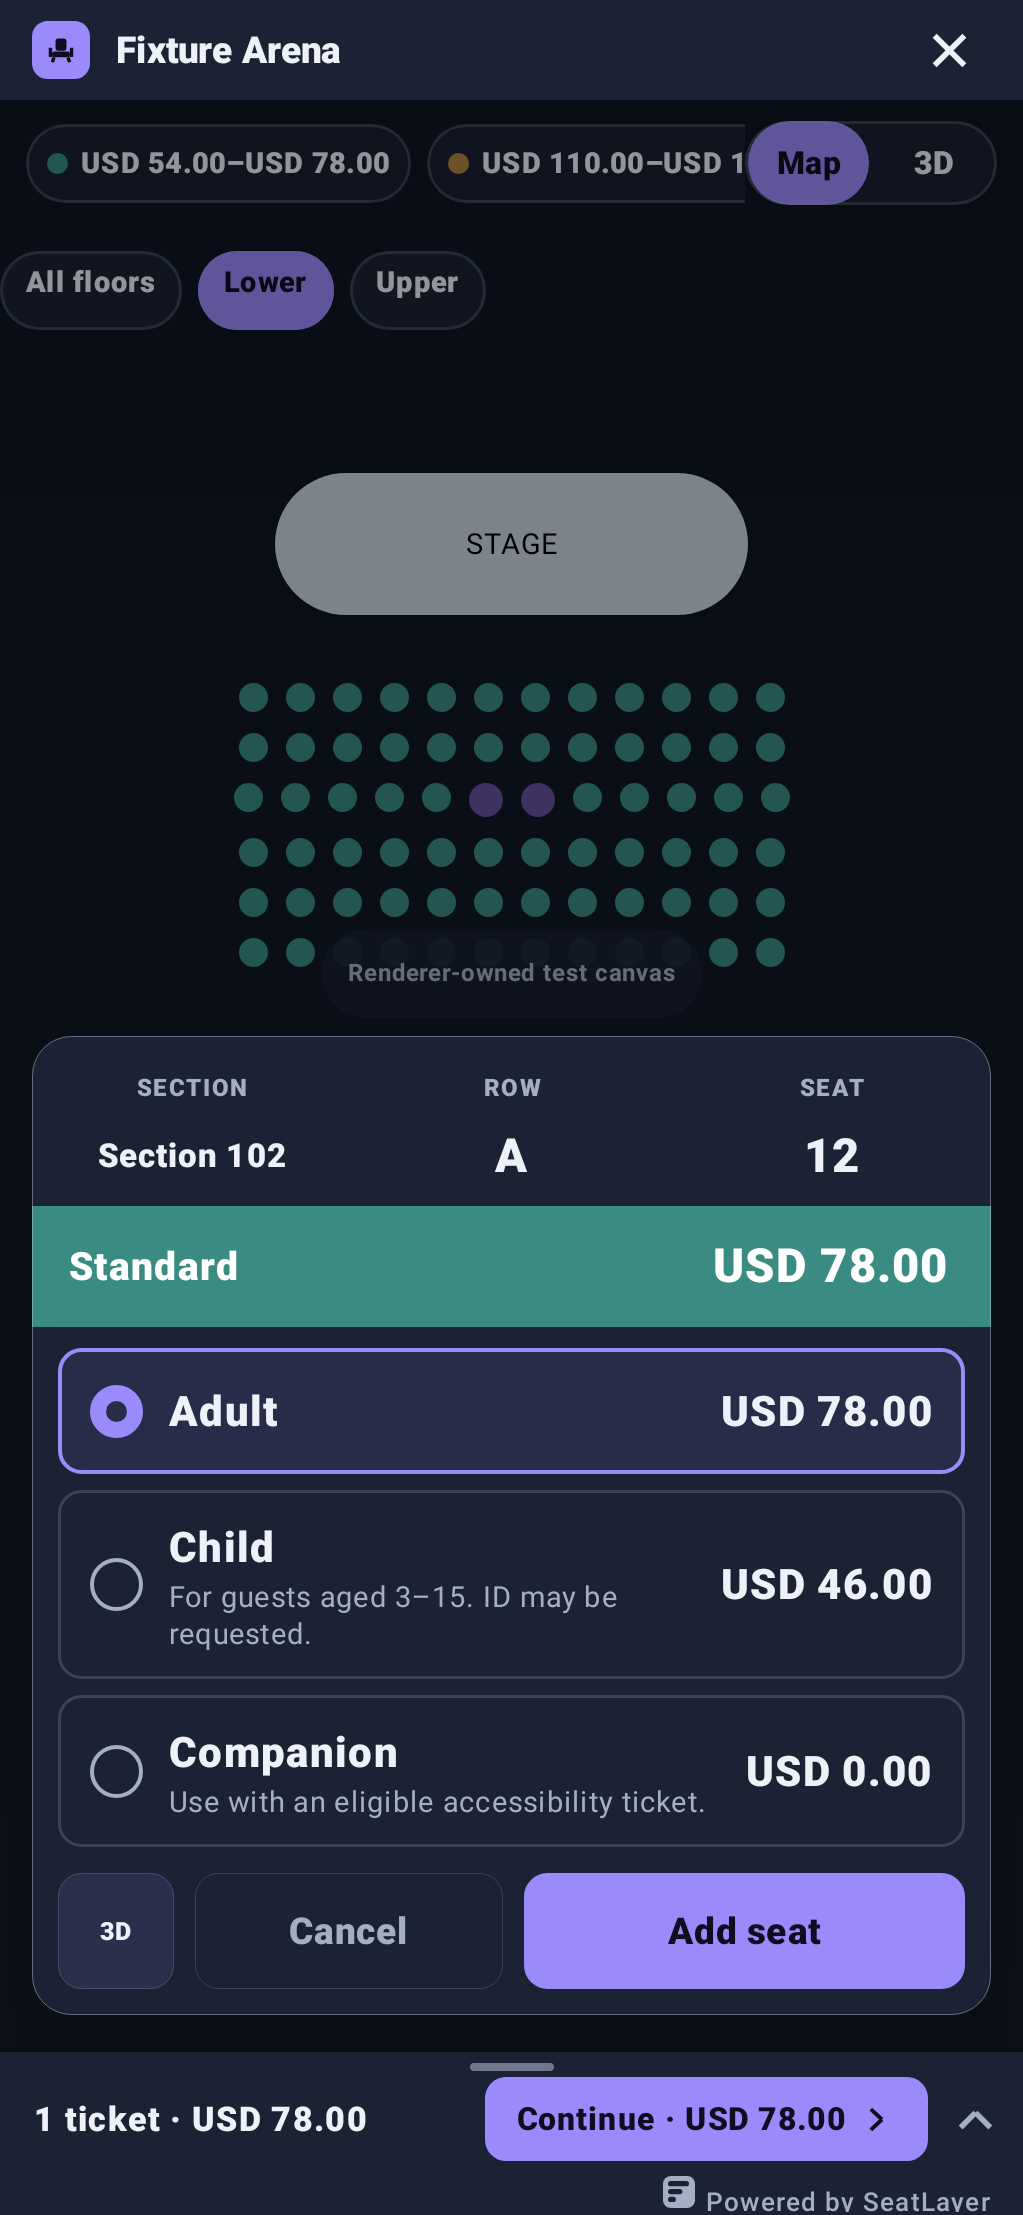 Fixture Arena
USD 54.00–USD 78.00
USD 110.00–USD 1
Map
3D
All floors
Lower
Upper
STAGE
Renderer-owned test canvas
SECTION
ROW
SEAT
Section 102
A
12
Standard
USD 78.00
Adult
USD 78.00
Child
For guests aged 3–15. ID may be
requested.
USD 46.00
Companion
Use with an eligible accessibility ticket.
USD 0.00
3D
Cancel
Add seat
1 ticket · USD 78.00
Continue · USD 78.00
Powered by SeatLayer